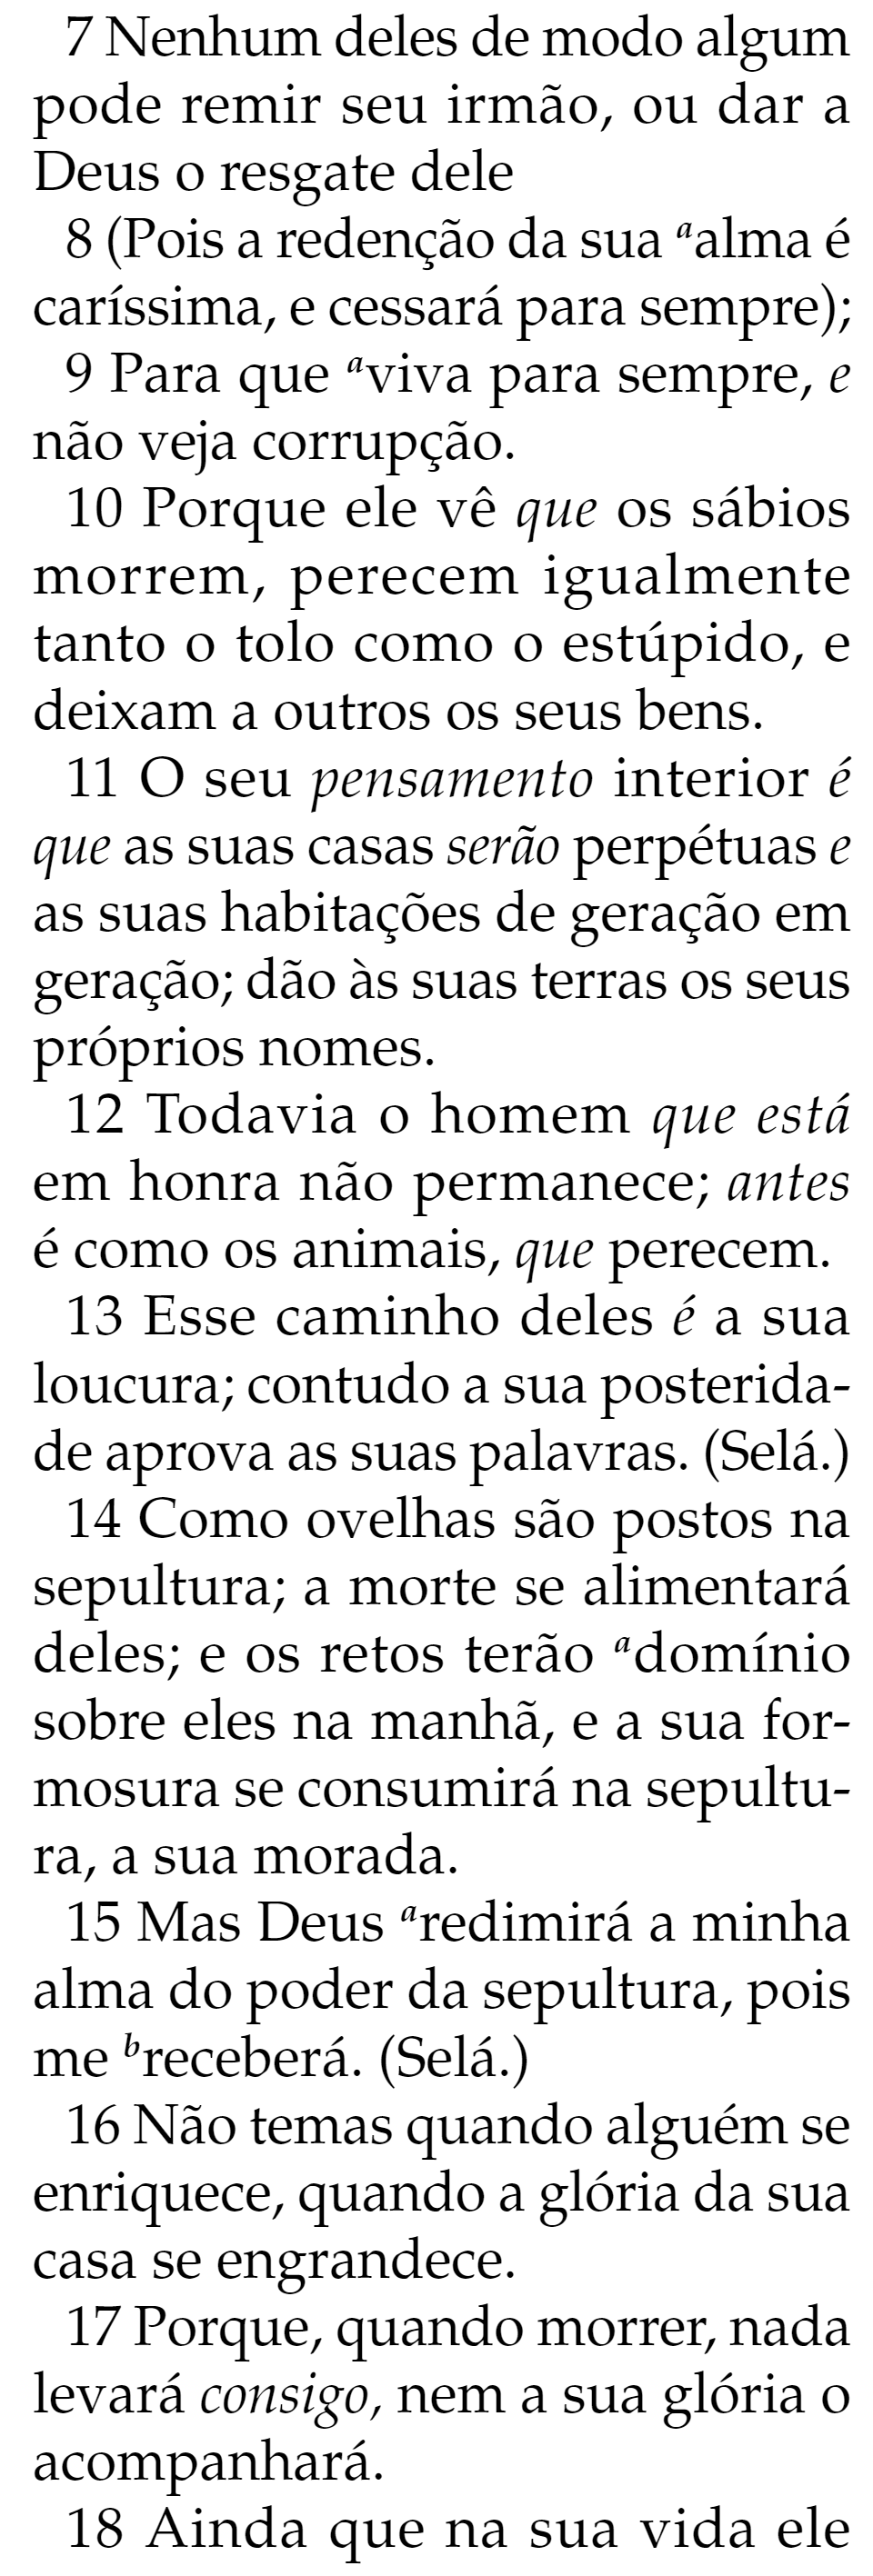 7 Nenhum deles de modo algum
pode remir seu irmão, ou dar a
Deus o resgate dele
8 (Pois a redenção da sua ᵃalma é
caríssima, e cessará para sempre);
9 Para que ᵃviva para sempre, e
não veja corrupção.
10 Porque ele vê que os sábios
morrem, perecem igualmente
tanto o tolo como o estúpido, e
deixam a outros os seus bens.
11 O seu pensamento interior é
que as suas casas serão perpétuas e
as suas habitações de geração em
geração; dão às suas terras os seus
próprios nomes.
12 Todavia o homem que está
em honra não permanece; antes
é como os animais, que perecem.
13 Esse caminho deles é a sua
loucura; contudo a sua posterida-
de aprova as suas palavras. (Selá.)
14 Como ovelhas são postos na
sepultura; a morte se alimentará
deles; e os retos terão ᵃdomínio
sobre eles na manhã, e a sua for-
mosura se consumirá na sepultu-
ra, a sua morada.
15 Mas Deus ᵃredimirá a minha
alma do poder da sepultura, pois
me ᵇreceberá. (Selá.)
16 Não temas quando alguém se
enriquece, quando a glória da sua
casa se engrandece.
17 Porque, quando morrer, nada
levará consigo, nem a sua glória o
acompanhará.
18 Ainda que na sua vida ele